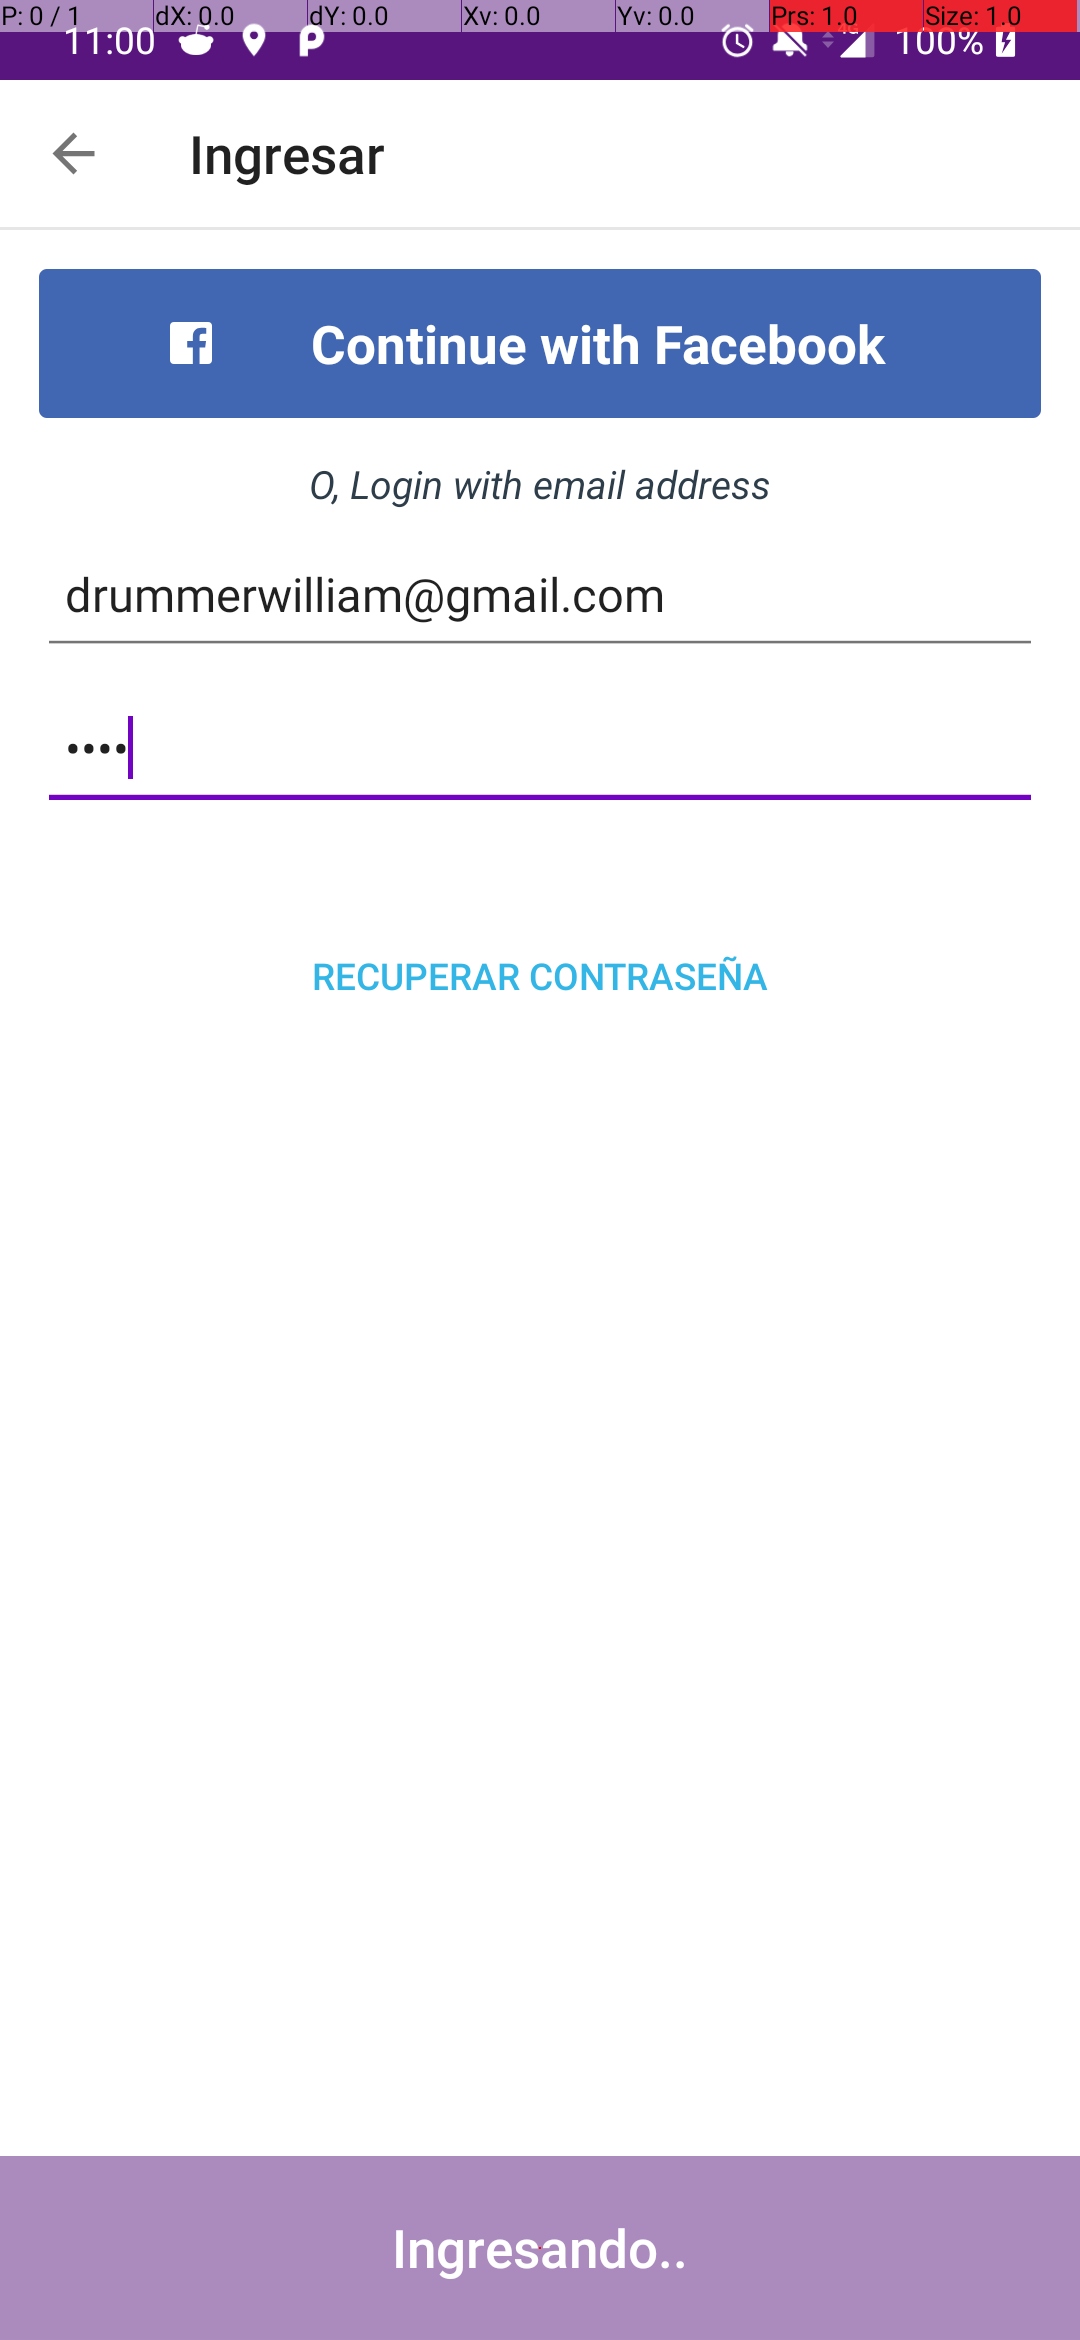 P: 0 / 1 dX: 0.0 dY: 0.0 Xv: 0.0 Yv: 0.0 Prs: 1.0 Size: 1.0
11:00 100%
Ingresar
Continue with Facebook
O, Login with email address
drummerwilliam@gmail.com
••••
RECUPERAR CONTRASEÑA
Ingresando..